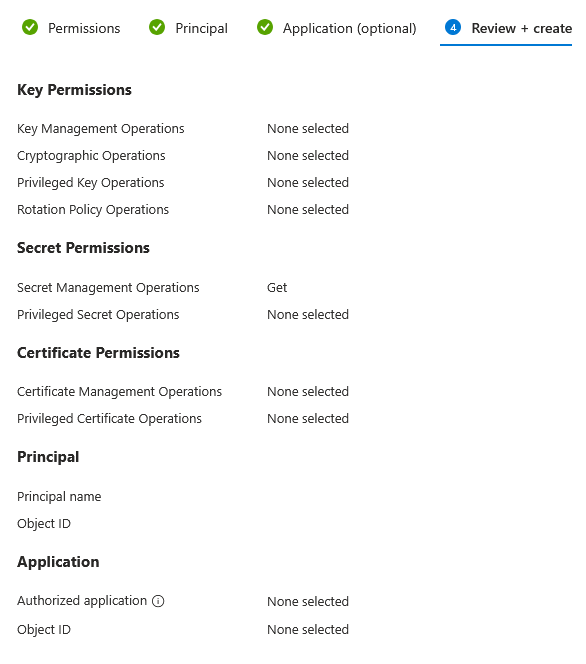 Permissions Principal Application (optional) 4 Review + create
Key Permissions
Key Management Operations None selected
Cryptographic Operations None selected
Privileged Key Operations None selected
Rotation Policy Operations None selected
Secret Permissions
Secret Management Operations Get
Privileged Secret Operations None selected
Certificate Permissions
Certificate Management Operations None selected
Privileged Certificate Operations None selected
Principal
Principal name
Object ID
Application
Authorized application None selected
Object ID None selected